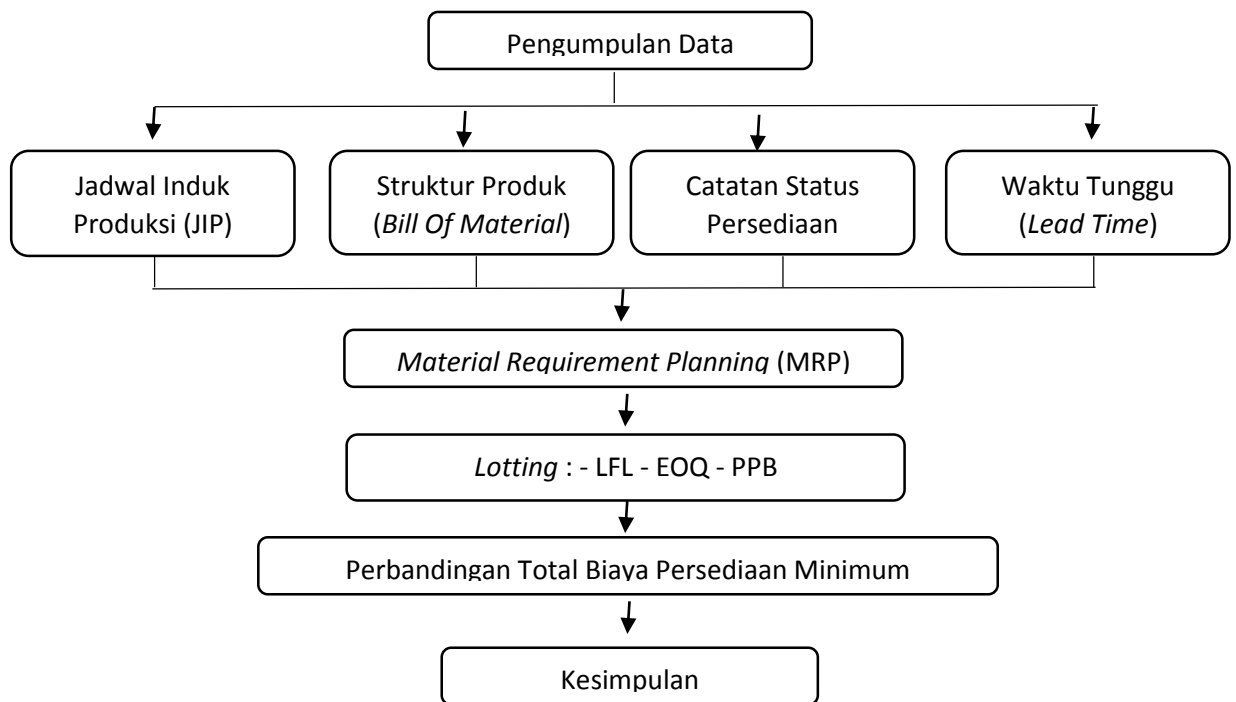 Pengumpulan Data
Jadwal Induk
Produksi (JIP)
Struktur Produk
(Bill Of Material)
Catatan Status
Persediaan
Waktu Tunggu
(Lead Time)
Material Requirement Planning (MRP)
Lotting : - LFL - EOQ - PPB
Perbandingan Total Biaya Persediaan Minimum
Kesimpulan